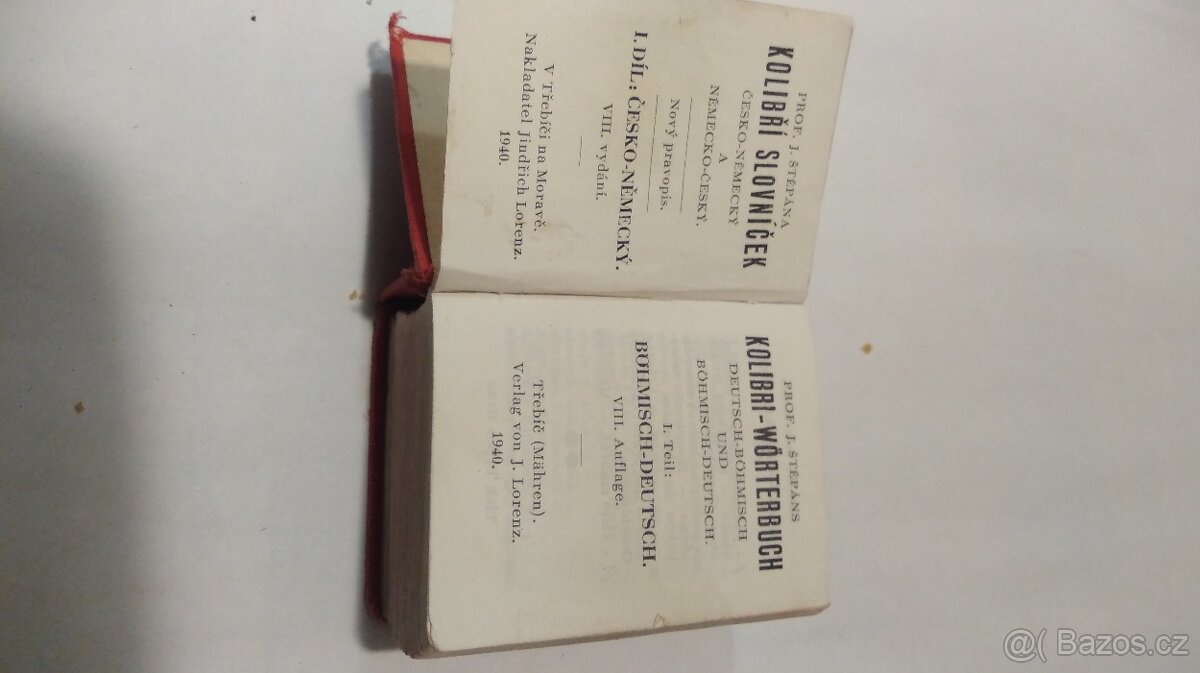 PROF. J. ŠTĚPÁNA
KOLIBŘÍ SLOVNÍČEK
ČESKO-NĚMECKÝ
A
NĚMECKO-ČESKÝ.
Nový pravopis.
I. DÍL: ČESKO-NĚMECKÝ.
VIII. vydání.
V Třebíči na Moravě.
Nakladatel Jindřich Lorenz.
1940.
PROF. J. ŠTĚPÁNS
KOLIBRI-WÖRTERBUCH
DEUTSCH-BÖHMISCH
UND
BÖHMISCH-DEUTSCH.
I. Teil:
BÖHMISCH-DEUTSCH.
VIII. Auflage.
Třebíč (Mähren).
Verlag von J. Lorenz.
1940.
@( Bazos.cz